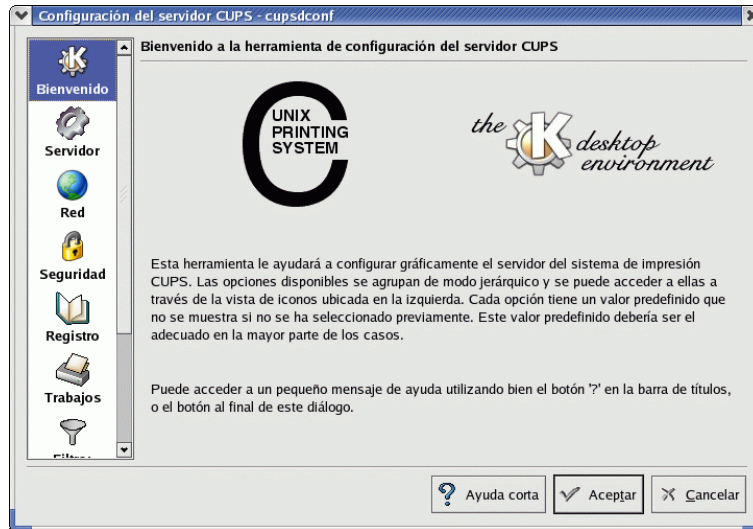 Configuración del servidor CUPS - cupsdconf
Bienvenido
Servidor
Red
Seguridad
Registro
Trabajos
Bienvenido a la herramienta de configuración del servidor CUPS
UNIX
PRINTING
SYSTEM
the K desktop
environment
Esta herramienta le ayudará a configurar gráficamente el servidor del sistema de impresión
CUPS. Las opciones disponibles se agrupan de modo jerárquico y se puede acceder a ellas a
través de la vista de iconos ubicada en la izquierda. Cada opción tiene un valor predefinido que
no se muestra si no se ha seleccionado previamente. Este valor predefinido debería ser el
adecuado en la mayor parte de los casos.
Puede acceder a un pequeño mensaje de ayuda utilizando bien el botón '?' en la barra de títulos,
o el botón al final de este diálogo.
Ayuda corta
Aceptar
Cancelar